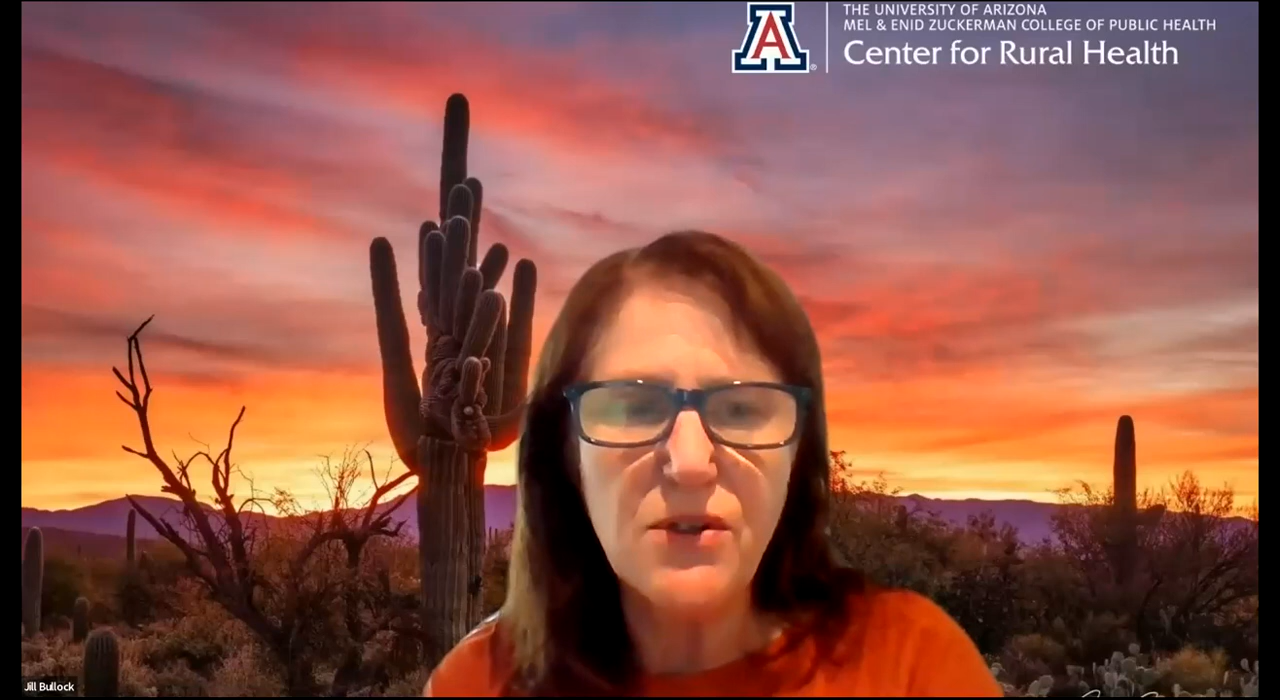 THE UNIVERSITY OF ARIZONA
MEL & ENID ZUCKERMAN COLLEGE OF PUBLIC HEALTH
A
Center for Rural Health
Jill Bullock